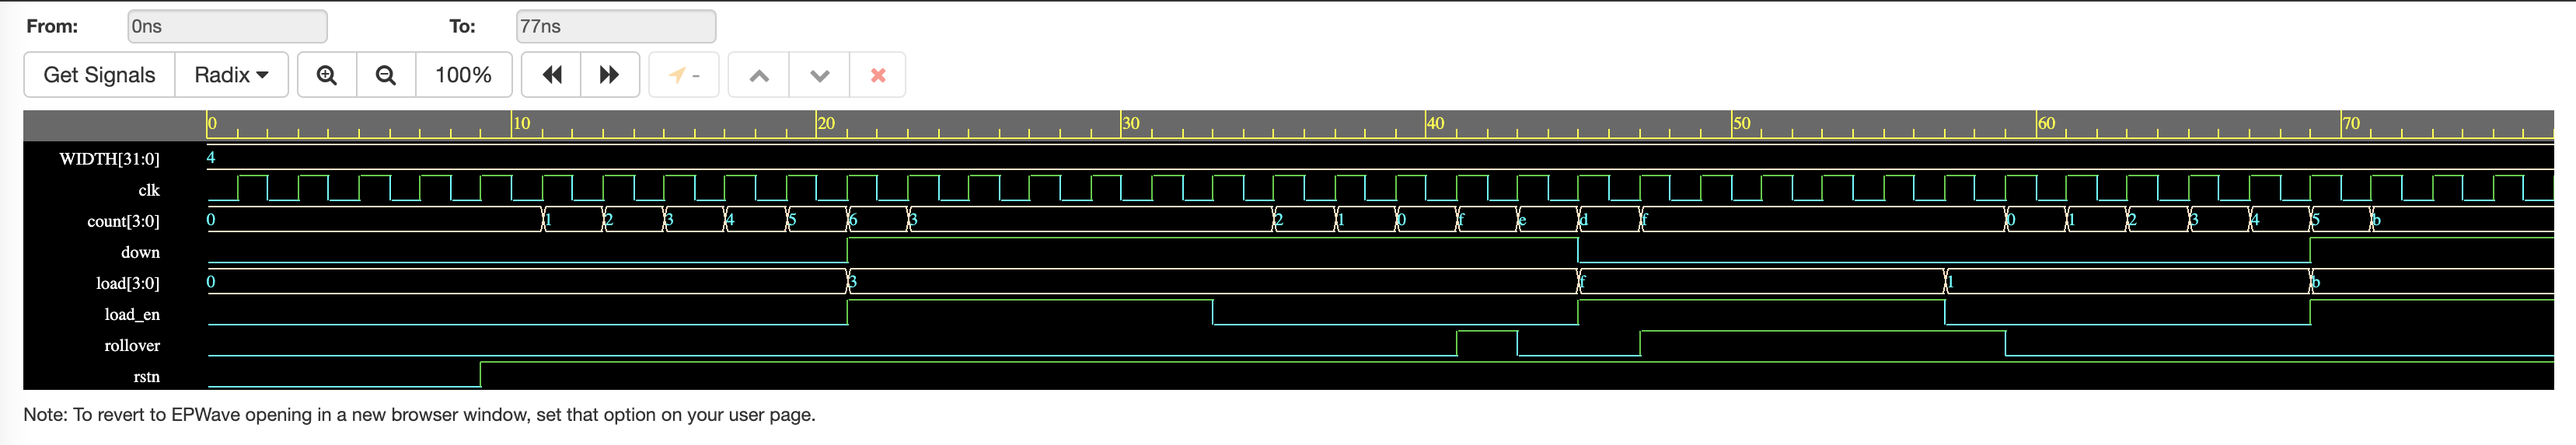 From: 0ns To: 77ns
Get Signals Radix 100% -
0 10 20 30 40 50 60 70
WIDTH[31:0] 4
clk
count[3:0] 0 1 2 3 4 5 6 3 2 1 0 f e d f 0 1 2 3 4 5 b
down
load[3:0] 0 3 f 1 b
load_en
rollover
rstn
Note: To revert to EPWave opening in a new browser window, set that option on your user page.